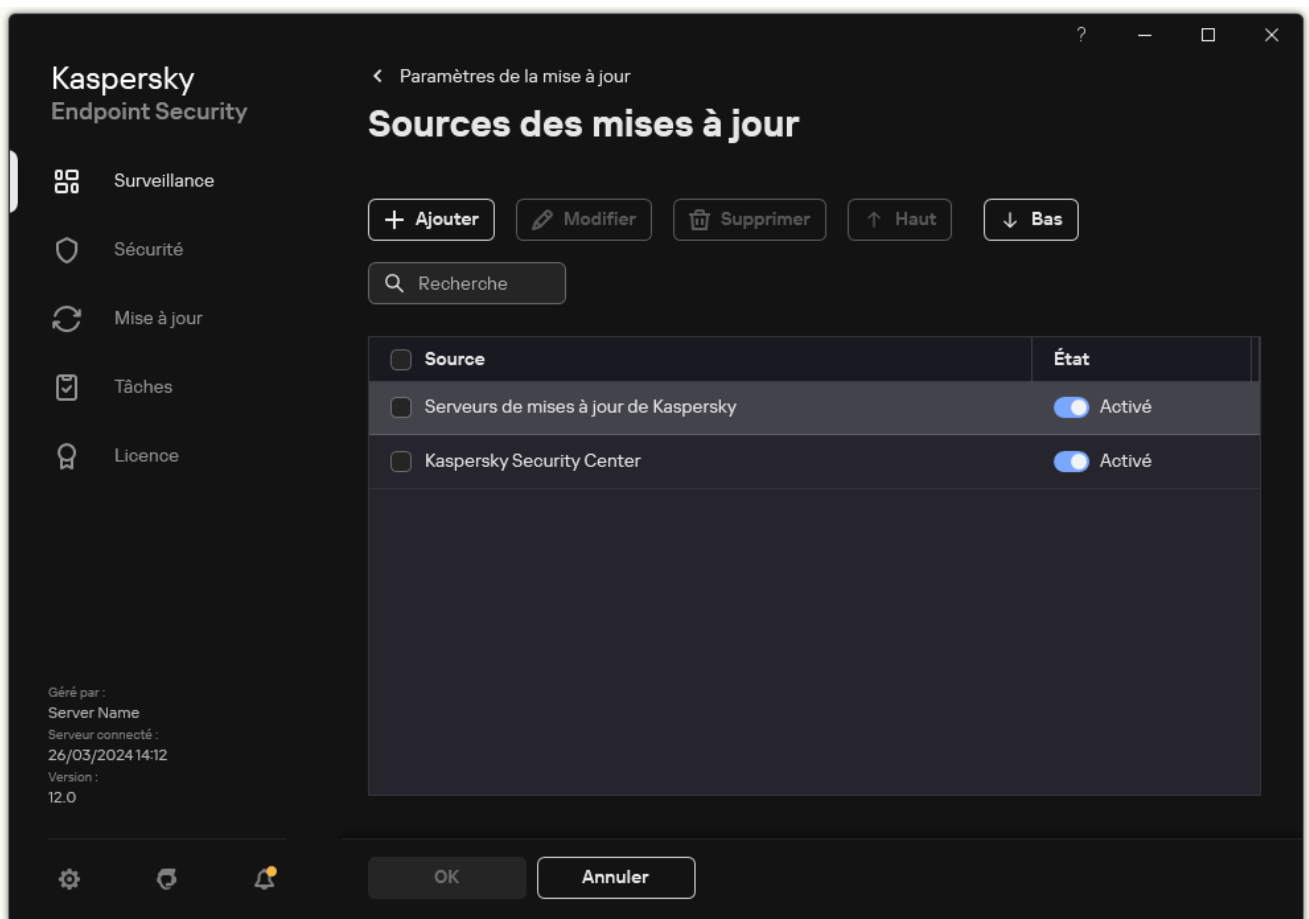 ?
Kaspersky
Endpoint Security
Paramètres de la mise à jour
Sources des mises à jour
Surveillance
Sécurité
Mise à jour
Tâches
Licence
Ajouter
Modifier
Supprimer
Haut
Bas
Recherche
Source État
Serveurs de mises à jour de Kaspersky Activé
Kaspersky Security Center Activé
Géré par :
Server Name
Serveur connecté :
26/03/2024 14:12
Version :
12.0
OK
Annuler